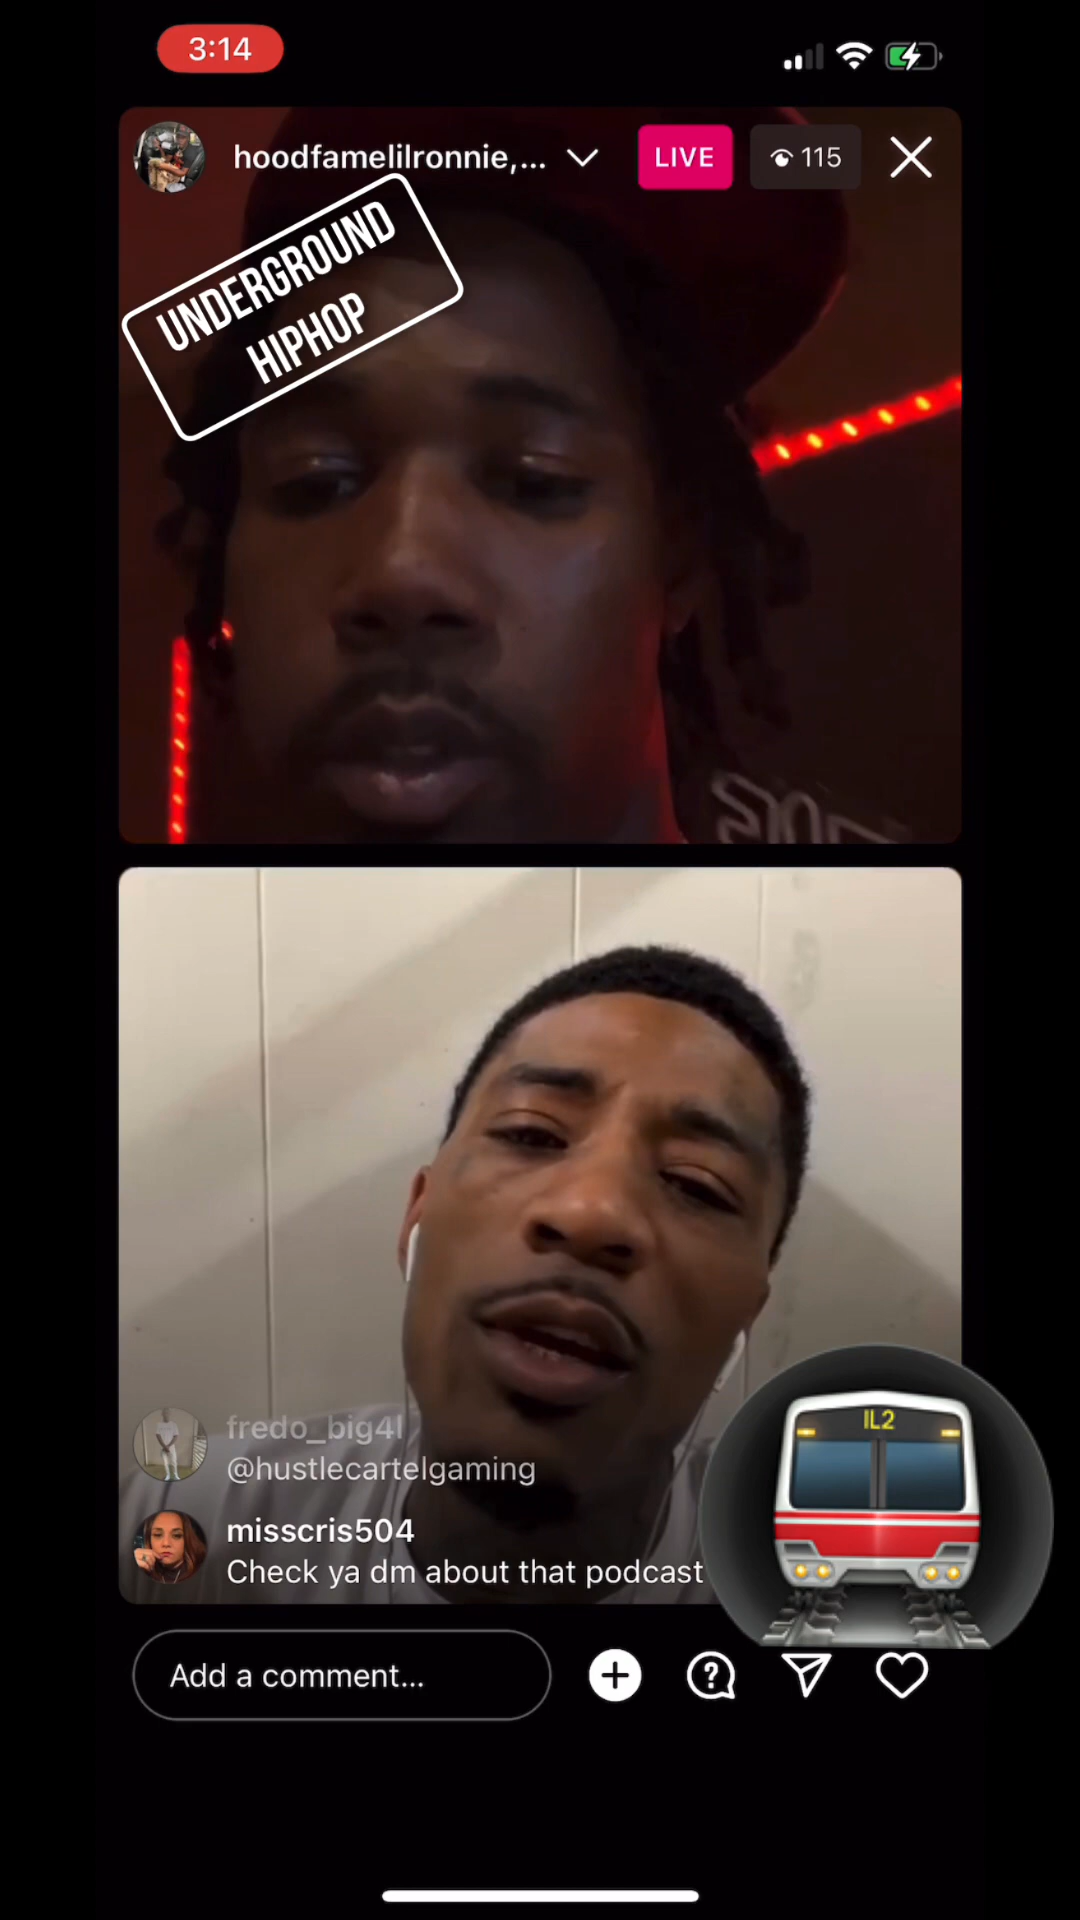 3:14
hoodfamelilronnie,...
LIVE
115
UNDERGROUND
HIPHOP
fredo_big4l
@hustlecartelgaming
IL2
misscris504
Check ya dm about that podcast
Add a comment...